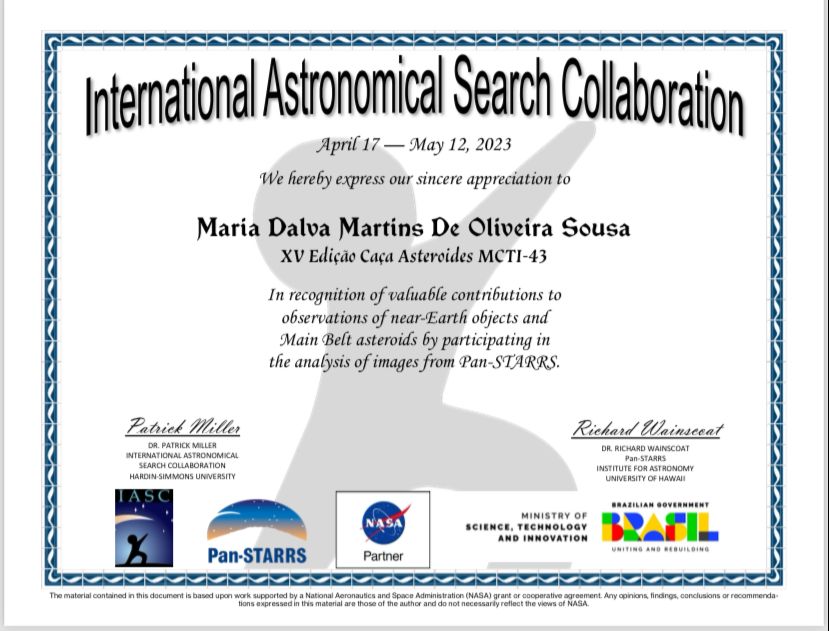 International Astronomical Search Collaboration
April 17 — May 12, 2023
We hereby express our sincere appreciation to
Maria Dalva Martins De Oliveira Sousa
XV Edição Caça Asteroides MCTI-43
In recognition of valuable contributions to
observations of near-Earth objects and
Main Belt asteroids by participating in
the analysis of images from Pan-STARRS.
Patrick Miller
DR. PATRICK MILLER
INTERNATIONAL ASTRONOMICAL
SEARCH COLLABORATION
HARDIN-SIMMONS UNIVERSITY
Richard Wainscoat
DR. RICHARD WAINSCOAT
Pan-STARRS
INSTITUTE FOR ASTRONOMY
UNIVERSITY OF HAWAII
IASC
Pan-STARRS
NASA
Partner
MINISTRY OF
SCIENCE, TECHNOLOGY
AND INNOVATION
BRAZILIAN GOVERNMENT
BRASIL
UNITING AND REBUILDING
The material contained in this document is based upon work supported by a National Aeronautics and Space Administration (NASA) grant or cooperative agreement. Any opinions, findings, conclusions or recommenda-
tions expressed in this material are those of the author and do not necessarily reflect the views of NASA.